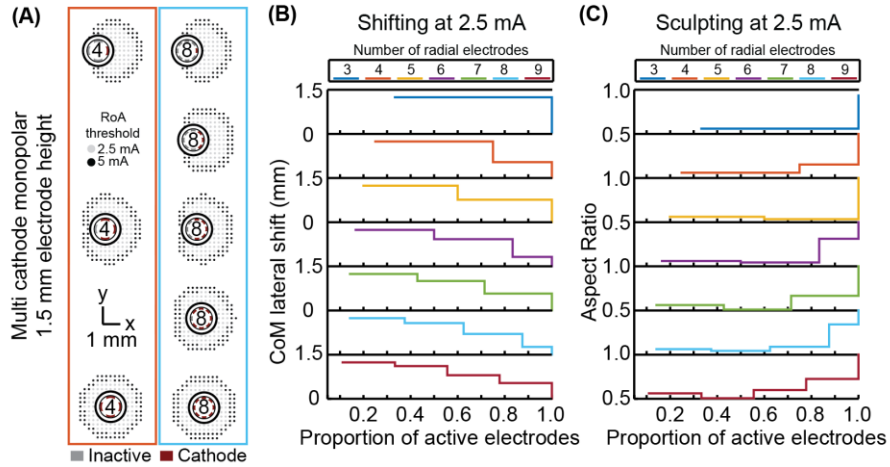 (A)
Multi cathode monopolar
1.5 mm electrode height
4
8
8
RoA
threshold
2.5 mA
5 mA
4
8
y
x
1 mm
8
4
8
Inactive
Cathode
(B)
Shifting at 2.5 mA
Number of radial electrodes
3 4 5 6 7 8 9
CoM lateral shift (mm)
1.5
0
1.5
0
1.5
0
1.5
0
0.2 0.4 0.6 0.8 1.0
Proportion of active electrodes
(C)
Sculpting at 2.5 mA
Number of radial electrodes
3 4 5 6 7 8 9
Aspect Ratio
1.0
0.5
1.0
0.5
1.0
0.5
1.0
0.5
0.2 0.4 0.6 0.8 1.0
Proportion of active electrodes